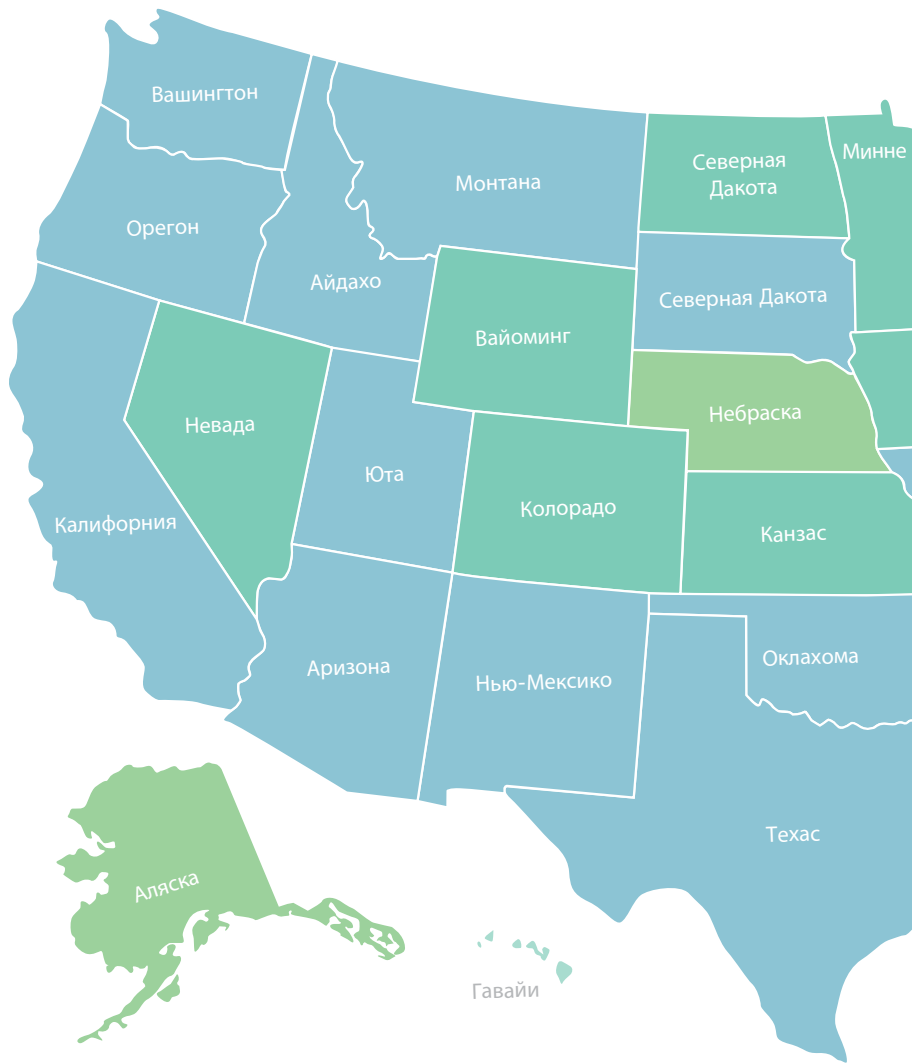 Вашингтон
Минне
Северная
Дакота
Монтана
Орегон
Айдахо
Северная Дакота
Вайоминг
Небраска
Невада
Юта
Колорадо
Калифорния
Канзас
Оклахома
Аризона
Нью-Мексико
Техас
Аляска
Гавайи